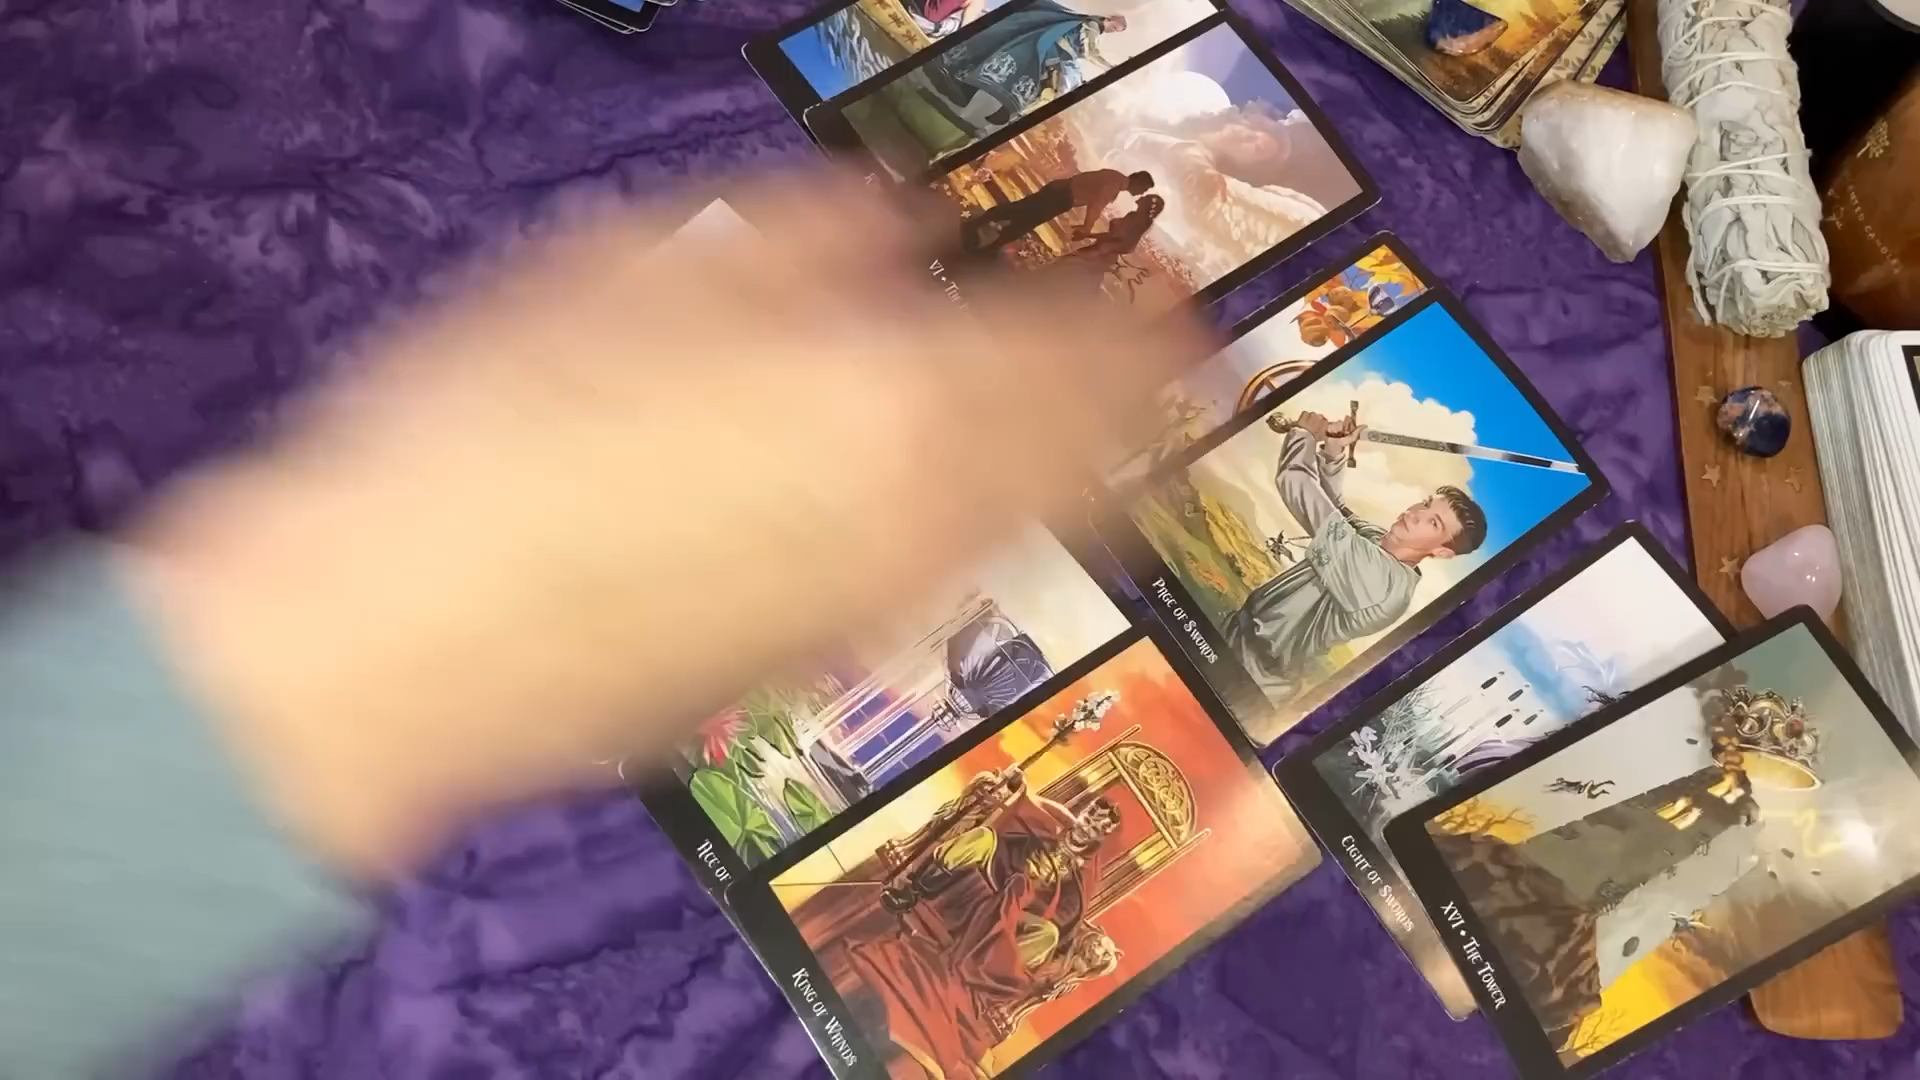 VI • The
Page of Swords
Ace of
Eight of Swords
XVI • The Tower
King of Wands